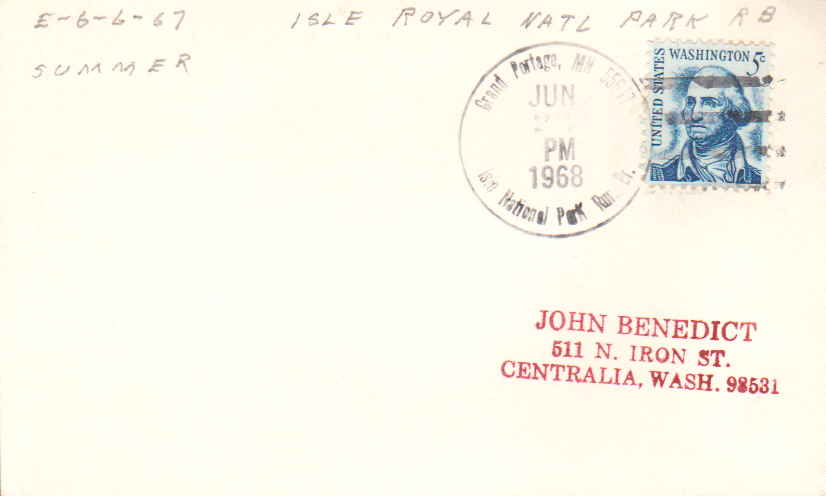 E-6-6-67 ISLE ROYAL NATL PARK RB
SUMMER
Grand Portage, MN
JUN
PM
1968
Isle National Park Rur. Br.
UNITED STATES
WASHINGTON 5c
JOHN BENEDICT
511 N. IRON ST.
CENTRALIA, WASH. 98531